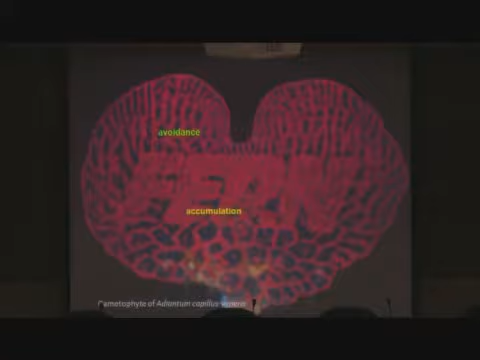 avoidance
accumulation
Gametophyte of Adiantum capillus veneris